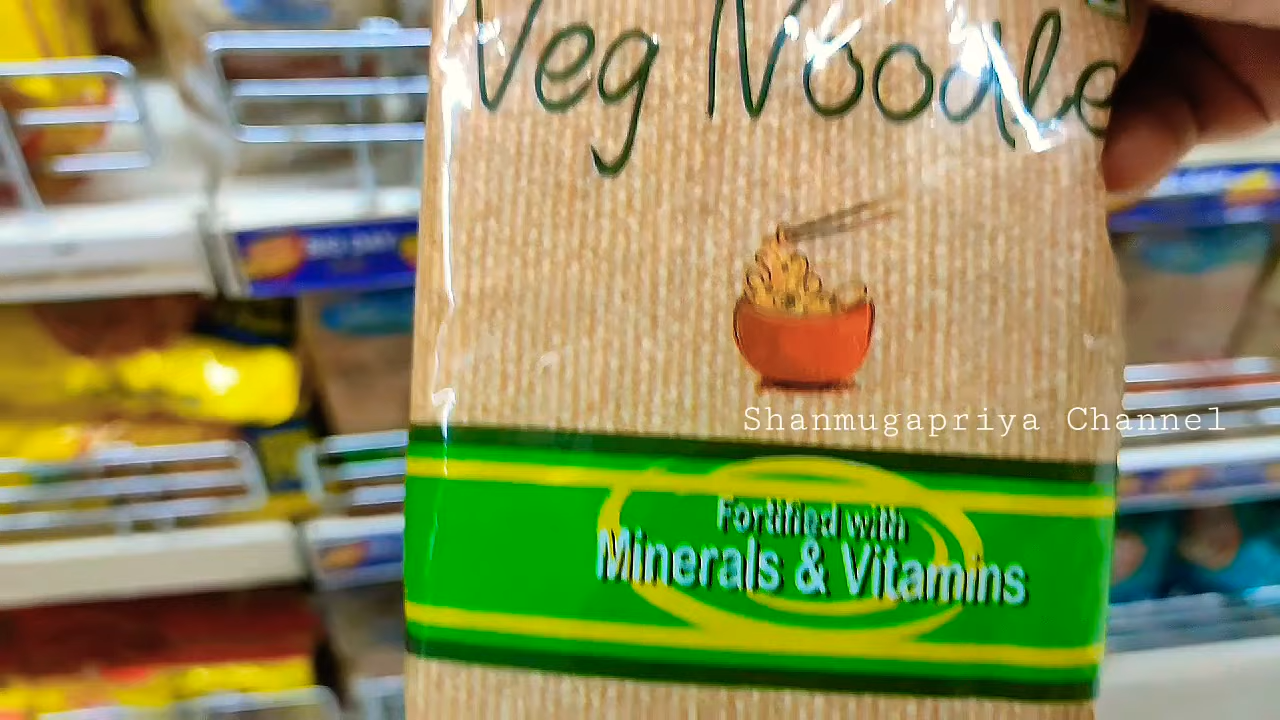 Veg Noodle
Shanmugapriya Channel
Fortified with
Minerals & Vitamins